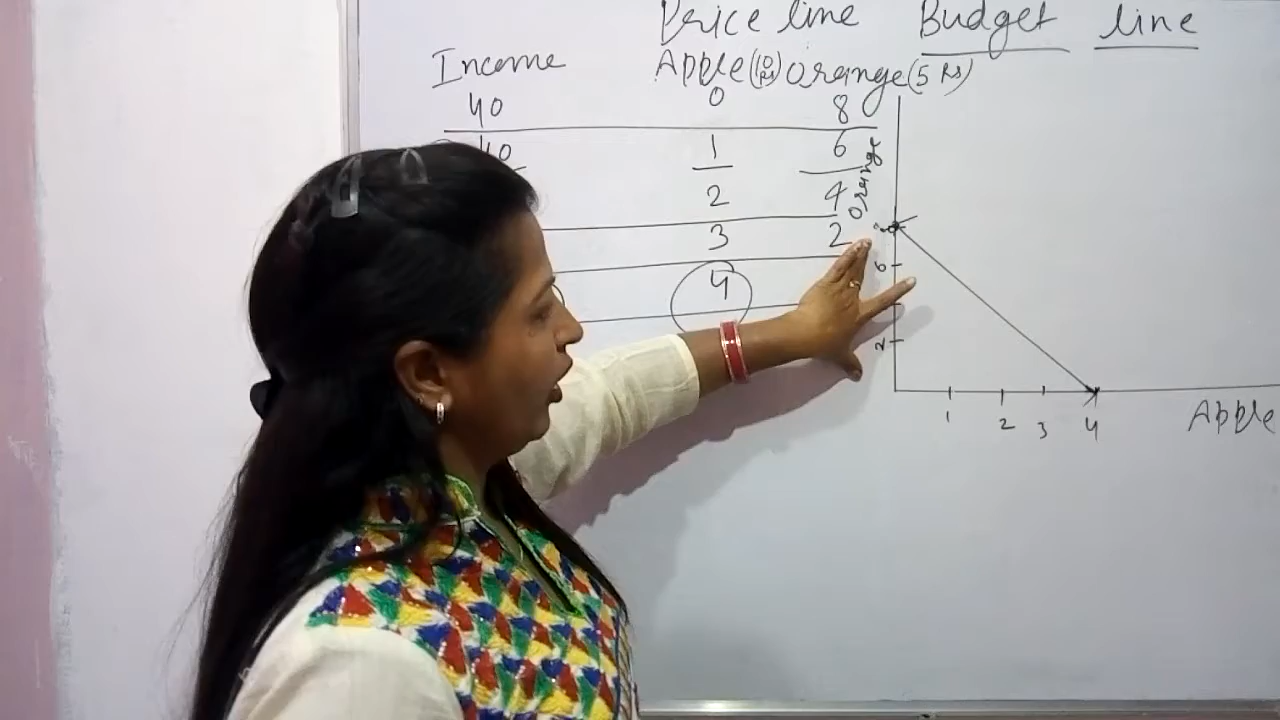 Price line Budget line
Income Apple (10 Rs) Orange (5 Rs)
40 0 8
40 1 6
2 4
3 2
4
Orange
8
6
2
1 2 3 4
Apple